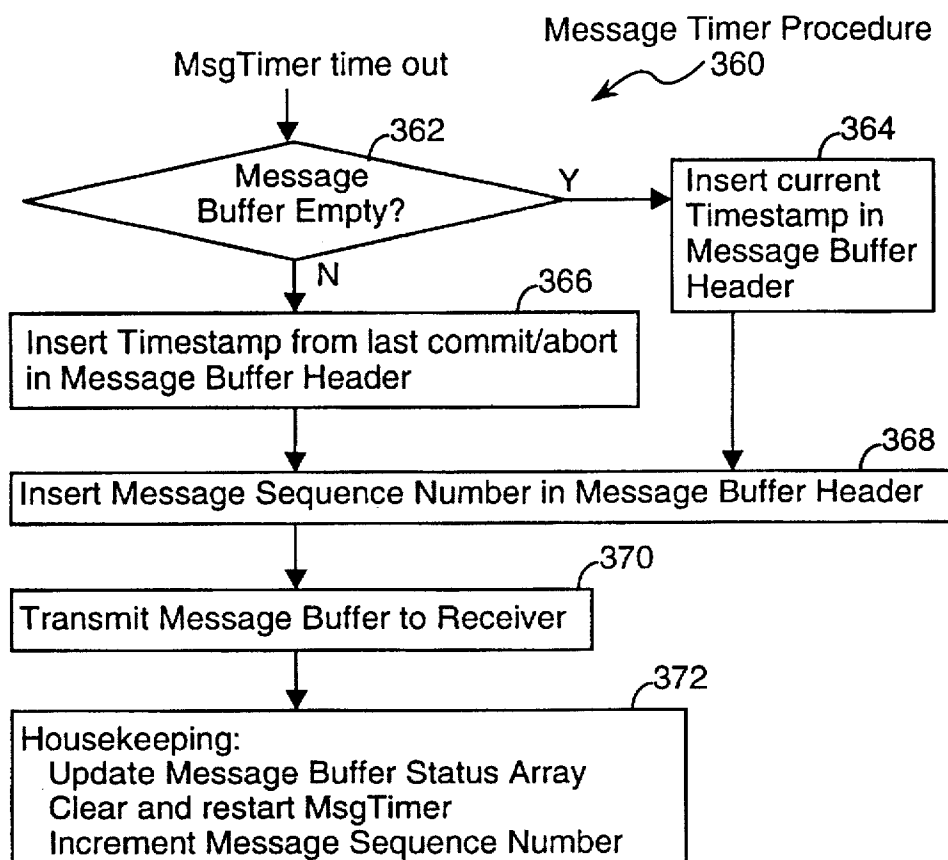 Message Timer Procedure
360
MsgTimer time out
362
Message
Buffer Empty?
Y
N
364
Insert current
Timestamp in
Message Buffer
Header
366
Insert Timestamp from last commit/abort
in Message Buffer Header
368
Insert Message Sequence Number in Message Buffer Header
370
Transmit Message Buffer to Receiver
372
Housekeeping:
Update Message Buffer Status Array
Clear and restart MsgTimer
Increment Message Sequence Number